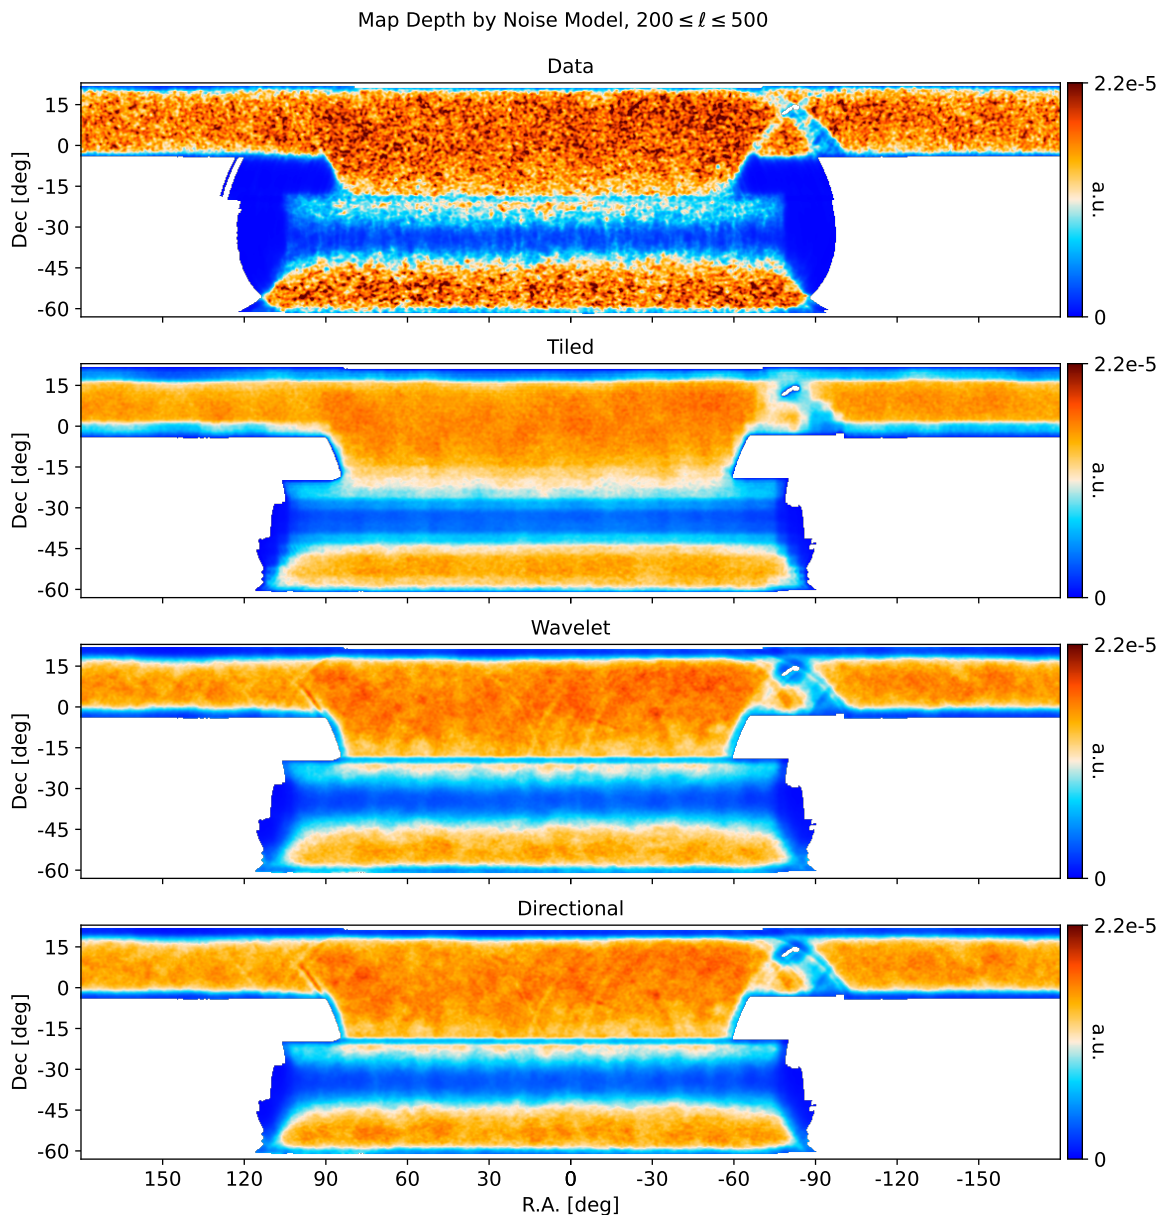 Map Depth by Noise Model, 200 ≤ ℓ ≤ 500
Data
15
0
-15
-30
-45
-60
Dec [deg]
2.2e-5
a.u.
0
Tiled
15
0
-15
-30
-45
-60
Dec [deg]
2.2e-5
a.u.
0
Wavelet
15
0
-15
-30
-45
-60
Dec [deg]
2.2e-5
a.u.
0
Directional
15
0
-15
-30
-45
-60
Dec [deg]
2.2e-5
a.u.
0
150 120 90 60 30 0 -30 -60 -90 -120 -150
R.A. [deg]